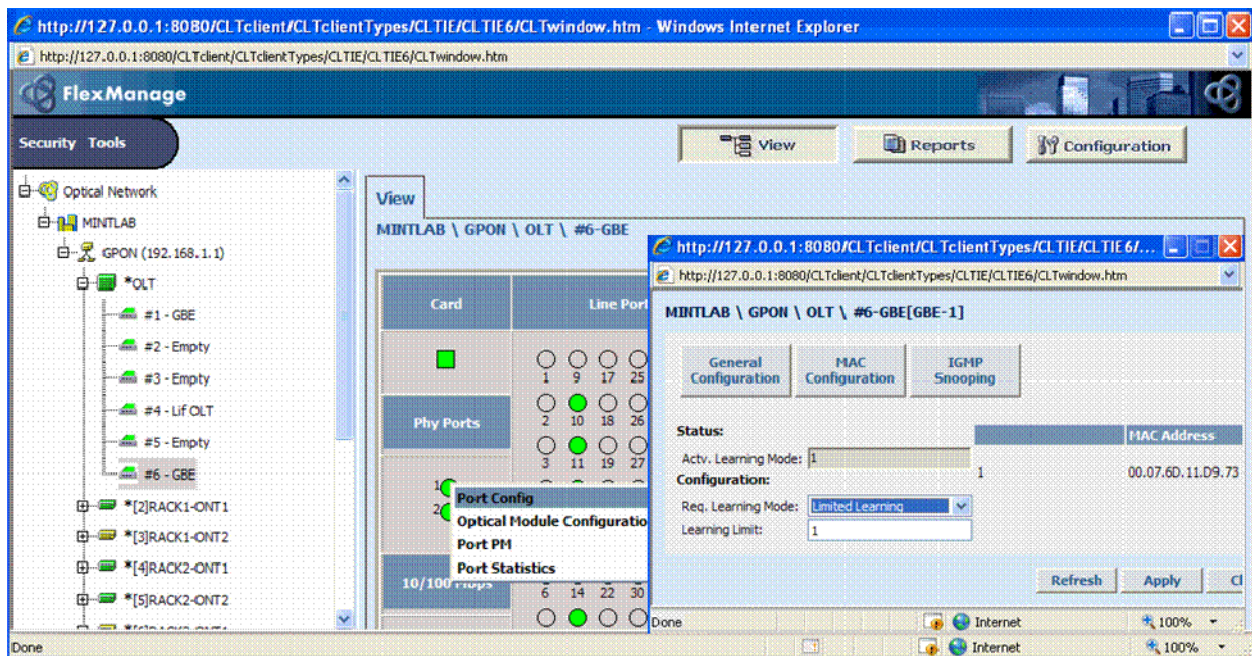 http://127.0.0.1:8080/CLTclient/CLTclientTypes/CLTIE/CLTIE6/CLTwindow.htm - Windows Internet Explorer
http://127.0.0.1:8080/CLTclient/CLTclientTypes/CLTIE/CLTIE6/CLTwindow.htm
FlexManage
Security Tools
View Reports Configuration
Optical Network
MINTLAB
GPON (192.168.1.1)
*OLT
#1 - GBE
#2 - Empty
#3 - Empty
#4 - Lif OLT
#5 - Empty
#6 - GBE
*[2]RACK1-ONT1
*[3]RACK1-ONT2
*[4]RACK2-ONT1
*[5]RACK2-ONT2
View
MINTLAB \ GPON \ OLT \ #6-GBE
Card Line Port
1 9 17 25
Phy Ports
2 10 18 26
3 11 19 27
1
2
Port Config
Optical Module Configuratio
Port PM
Port Statistics
10/100 Mbps
6 14 22 30
http://127.0.0.1:8080/CLTclient/CLTclientTypes/CLTIE/CLTIE6/...
http://127.0.0.1:8080/CLTclient/CLTclientTypes/CLTIE/CLTIE6/CLTwindow.htm
MINTLAB \ GPON \ OLT \ #6-GBE[GBE-1]
General Configuration
MAC Configuration
IGMP Snooping
Status:
Actv. Learning Mode: 1
Configuration:
Req. Learning Mode: Limited Learning
Learning Limit: 1
MAC Address
1 00.07.6D.11.D9.73
Refresh Apply Cl
Done Internet 100%
Done Internet 100%